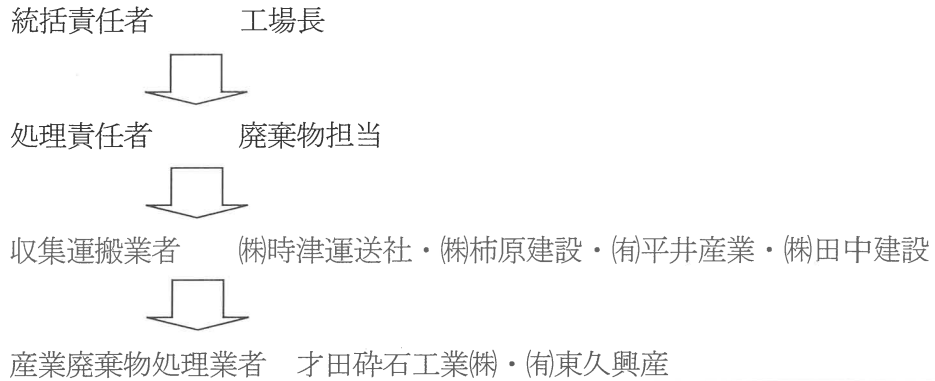 統括責任者　　　工場長
処理責任者　　　廃棄物担当
収集運搬業者　　㈱時津運送社・㈱柿原建設・㈲平井産業・㈱田中建設
産業廃棄物処理業者　才田砕石工業㈱・㈲東久興産